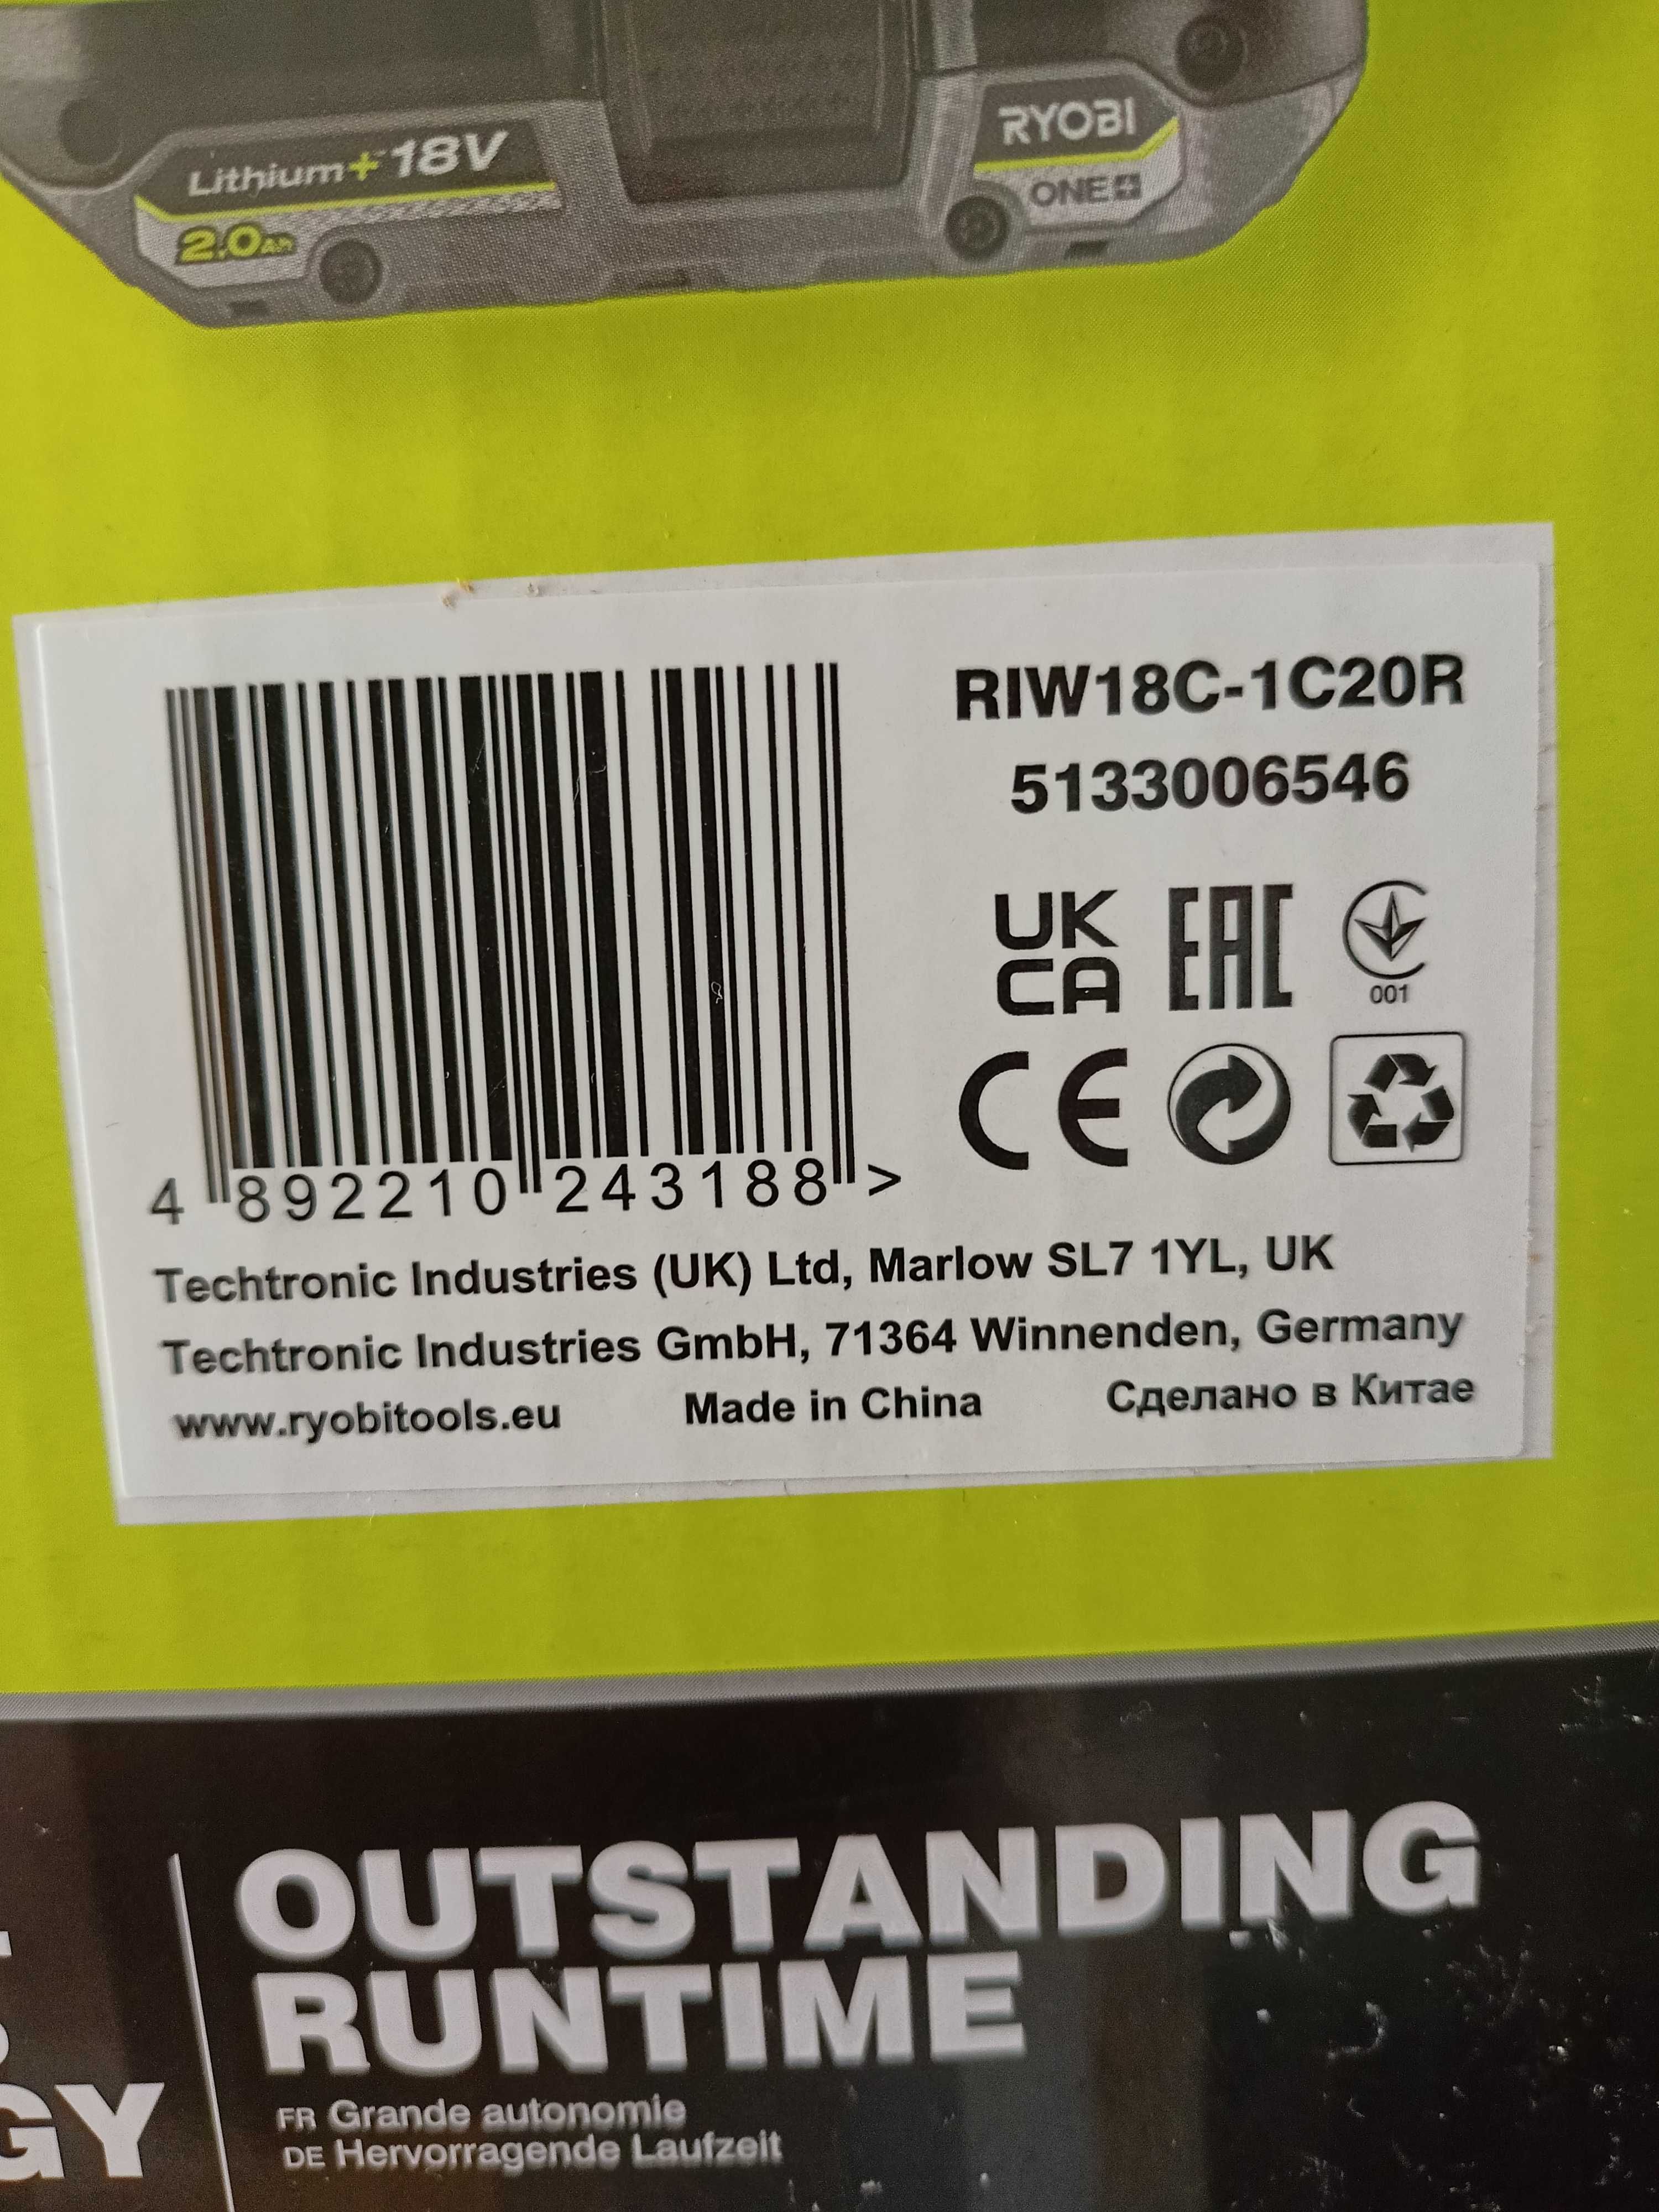 Lithium+ 18V
2.0Ah
RYOBI
ONE+
RIW18C-1C20R
5133006546
UK
CA
EAC
001
CE
4 892210 243188 >
Techtronic Industries (UK) Ltd, Marlow SL7 1YL, UK
Techtronic Industries GmbH, 71364 Winnenden, Germany
www.ryobitools.eu Made in China Сделано в Китае
OUTSTANDING
RUNTIME
GY
FR Grande autonomie
DE Hervorragende Laufzeit